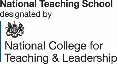 National Teaching School
designated by
National College for
Teaching & Leadership